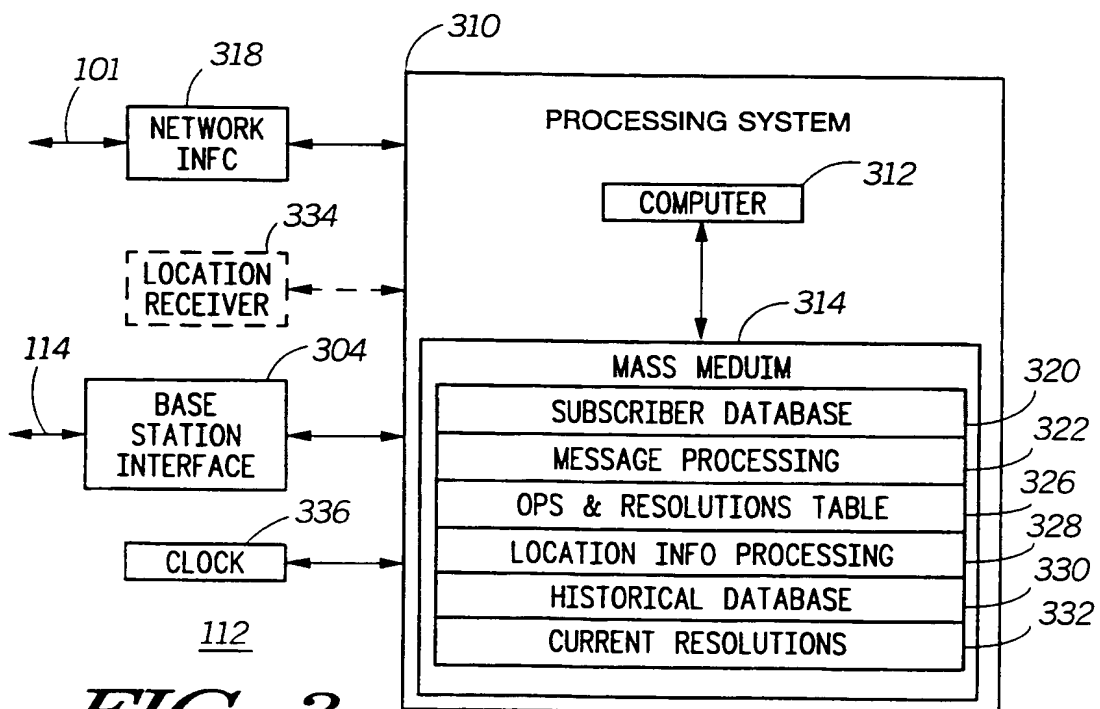 310
318
101
NETWORK
INFC
PROCESSING SYSTEM
312
COMPUTER
334
LOCATION
RECEIVER
314
304
114
BASE
STATION
INTERFACE
MASS MEDUIM
320
SUBSCRIBER DATABASE
322
MESSAGE PROCESSING
326
OPS & RESOLUTIONS TABLE
328
LOCATION INFO PROCESSING
330
HISTORICAL DATABASE
332
CURRENT RESOLUTIONS
336
CLOCK
112
FIG. 3